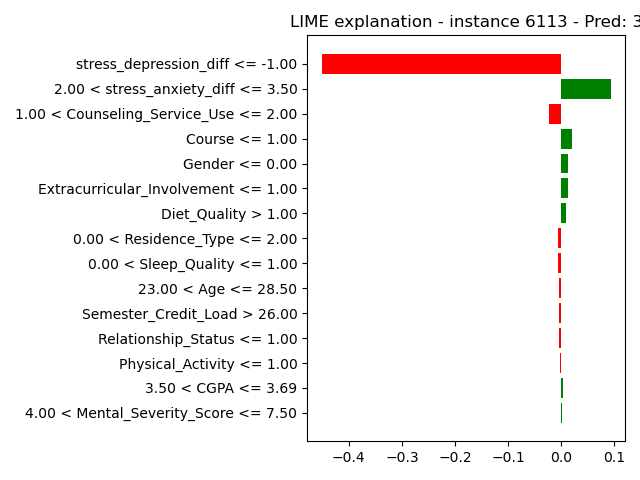 LIME explanation - instance 6113 - Pred: 3
stress_depression_diff <= -1.00
2.00 < stress_anxiety_diff <= 3.50
1.00 < Counseling_Service_Use <= 2.00
Course <= 1.00
Gender <= 0.00
Extracurricular_Involvement <= 1.00
Diet_Quality > 1.00
0.00 < Residence_Type <= 2.00
0.00 < Sleep_Quality <= 1.00
23.00 < Age <= 28.50
Semester_Credit_Load > 26.00
Relationship_Status <= 1.00
Physical_Activity <= 1.00
3.50 < CGPA <= 3.69
4.00 < Mental_Severity_Score <= 7.50
−0.4 −0.3 −0.2 −0.1 0.0 0.1